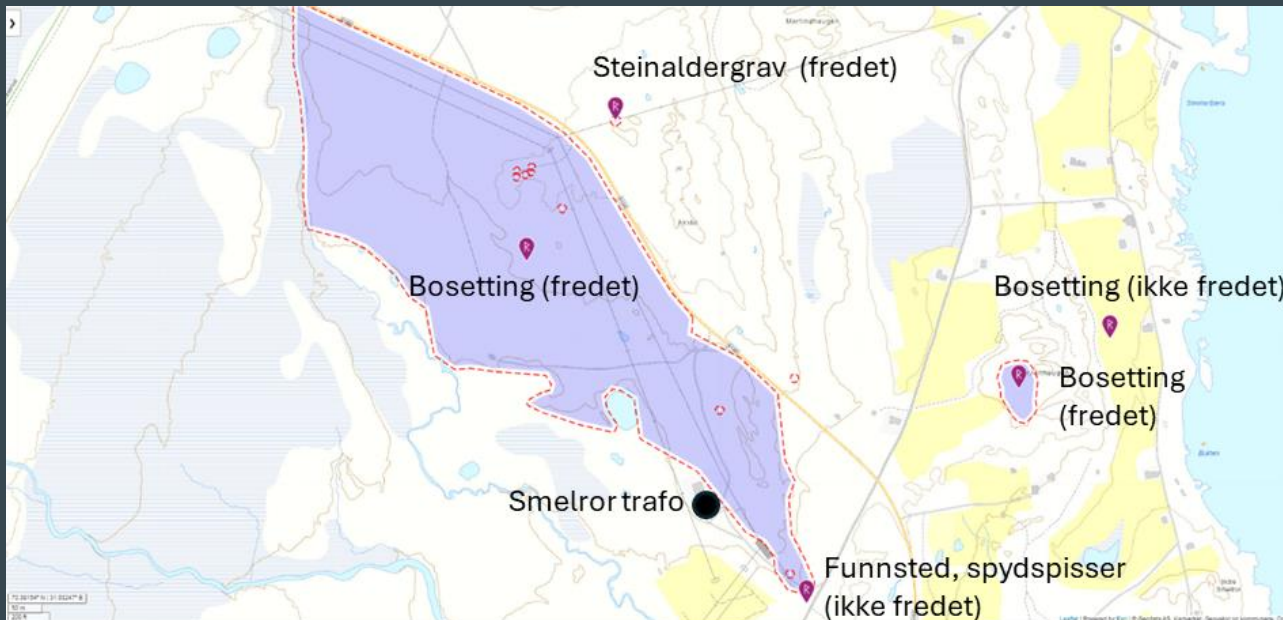 Steinaldergrav (fredet)
Bosetting (fredet)
Bosetting (ikke fredet)
Bosetting
(fredet)
Smelror trafo
Funnsted, spydspisser
(ikke fredet)